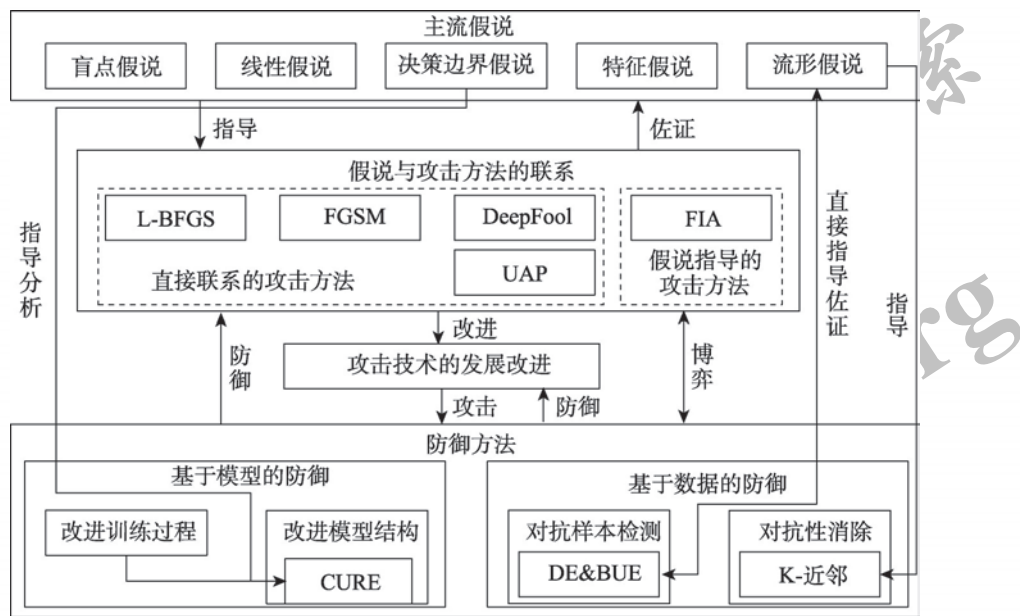 主流假说
盲点假说
线性假说
决策边界假说
特征假说
流形假说
指导
佐证
假说与攻击方法的联系
L-BFGS
FGSM
DeepFool
FIA
UAP
直接联系的攻击方法
假说指导的
攻击方法
指导分析
直接指导佐证
指导
改进
防御
攻击技术的发展改进
博弈
攻击
防御
防御方法
基于模型的防御
基于数据的防御
改进训练过程
改进模型结构
CURE
对抗样本检测
DE&BUE
对抗性消除
K-近邻
索
rg